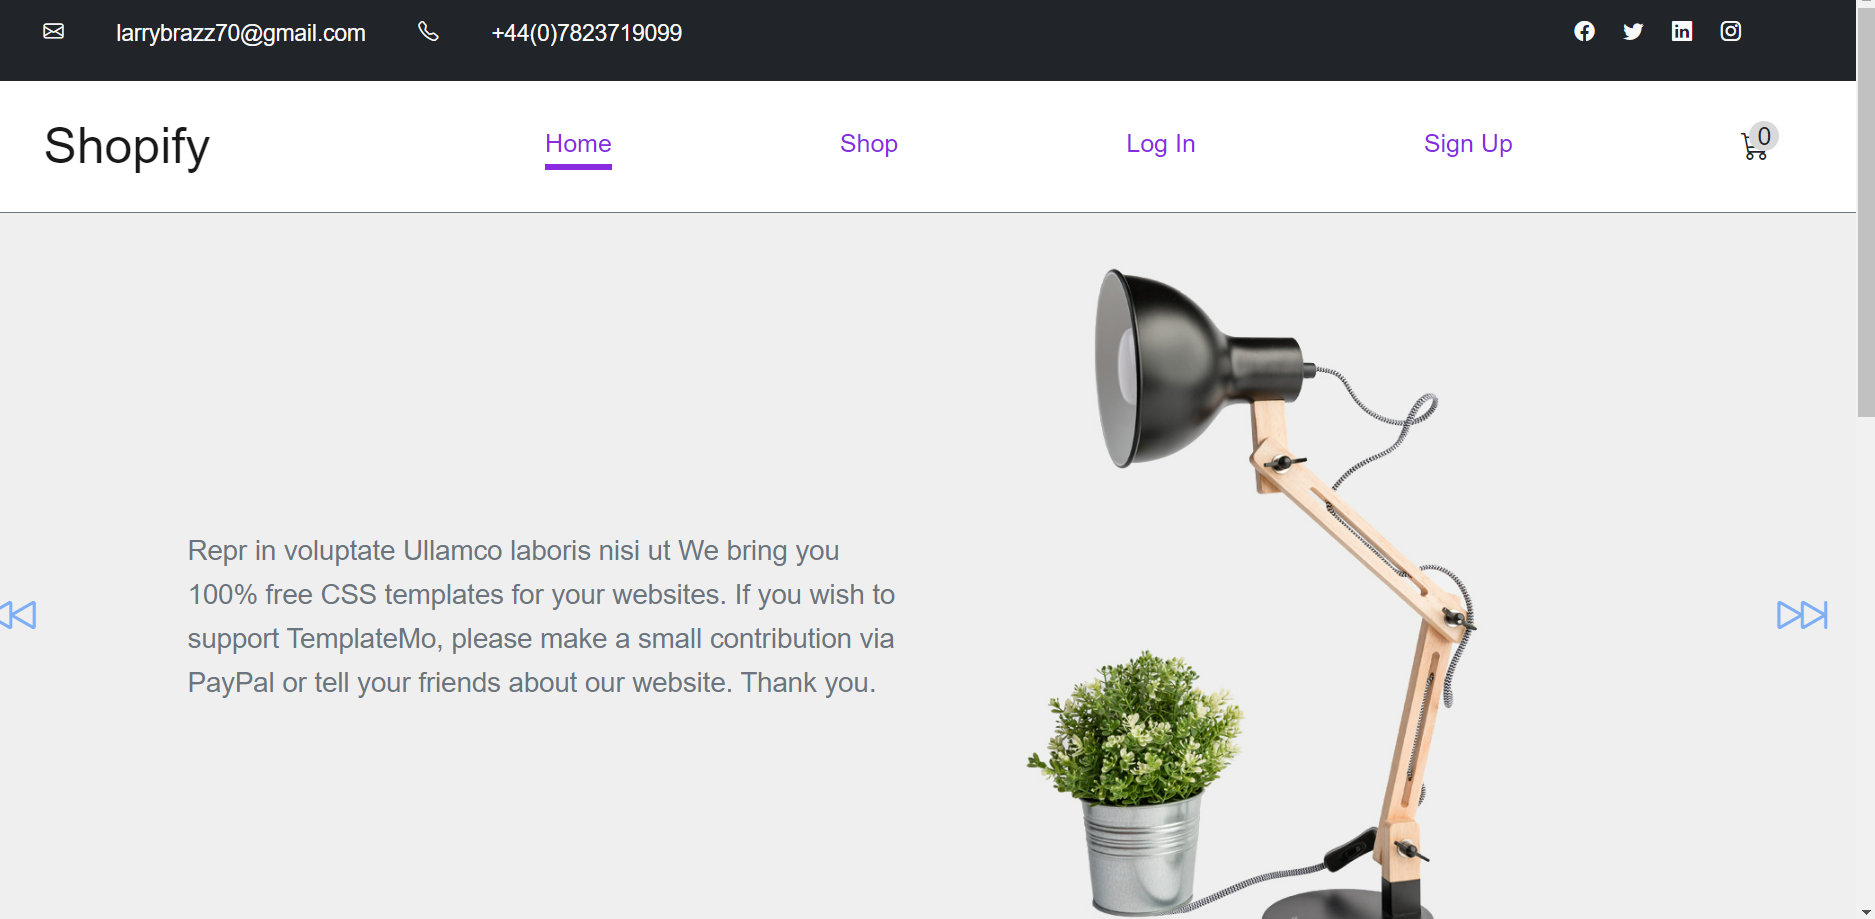 larrybrazz70@gmail.com +44(0)7823719099
Shopify Home Shop Log In Sign Up 0
Repr in voluptate Ullamco laboris nisi ut We bring you
100% free CSS templates for your websites. If you wish to
support TemplateMo, please make a small contribution via
PayPal or tell your friends about our website. Thank you.